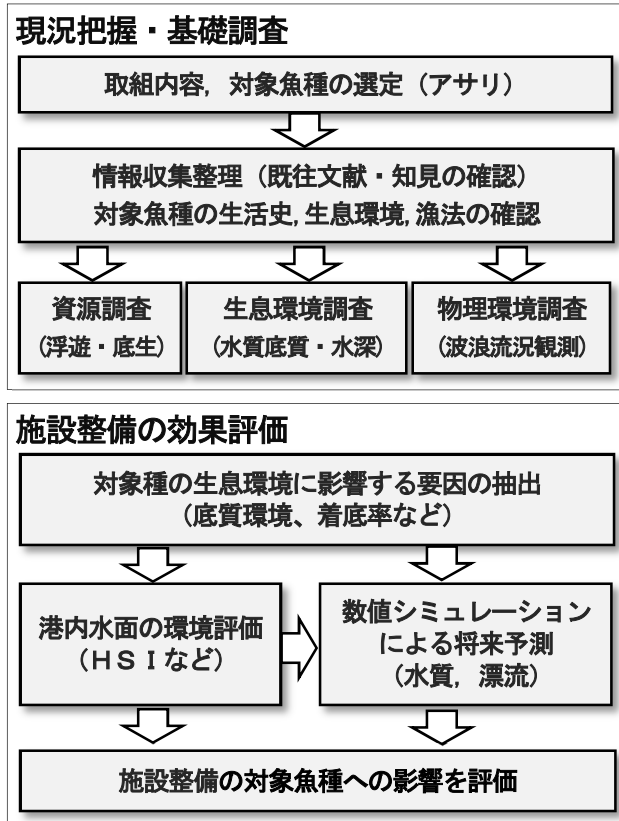 現況把握・基礎調査
取組内容，対象魚種の選定（アサリ）
情報収集整理（既往文献・知見の確認）
対象魚種の生活史,生息環境,漁法の確認
資源調査
(浮遊・底生)
生息環境調査
(水質底質・水深)
物理環境調査
(波浪流況観測)
施設整備の効果評価
対象種の生息環境に影響する要因の抽出
（底質環境、着底率など）
港内水面の環境評価
（ＨＳＩなど）
数値シミュレーション
による将来予測
（水質，漂流）
施設整備の対象魚種への影響を評価